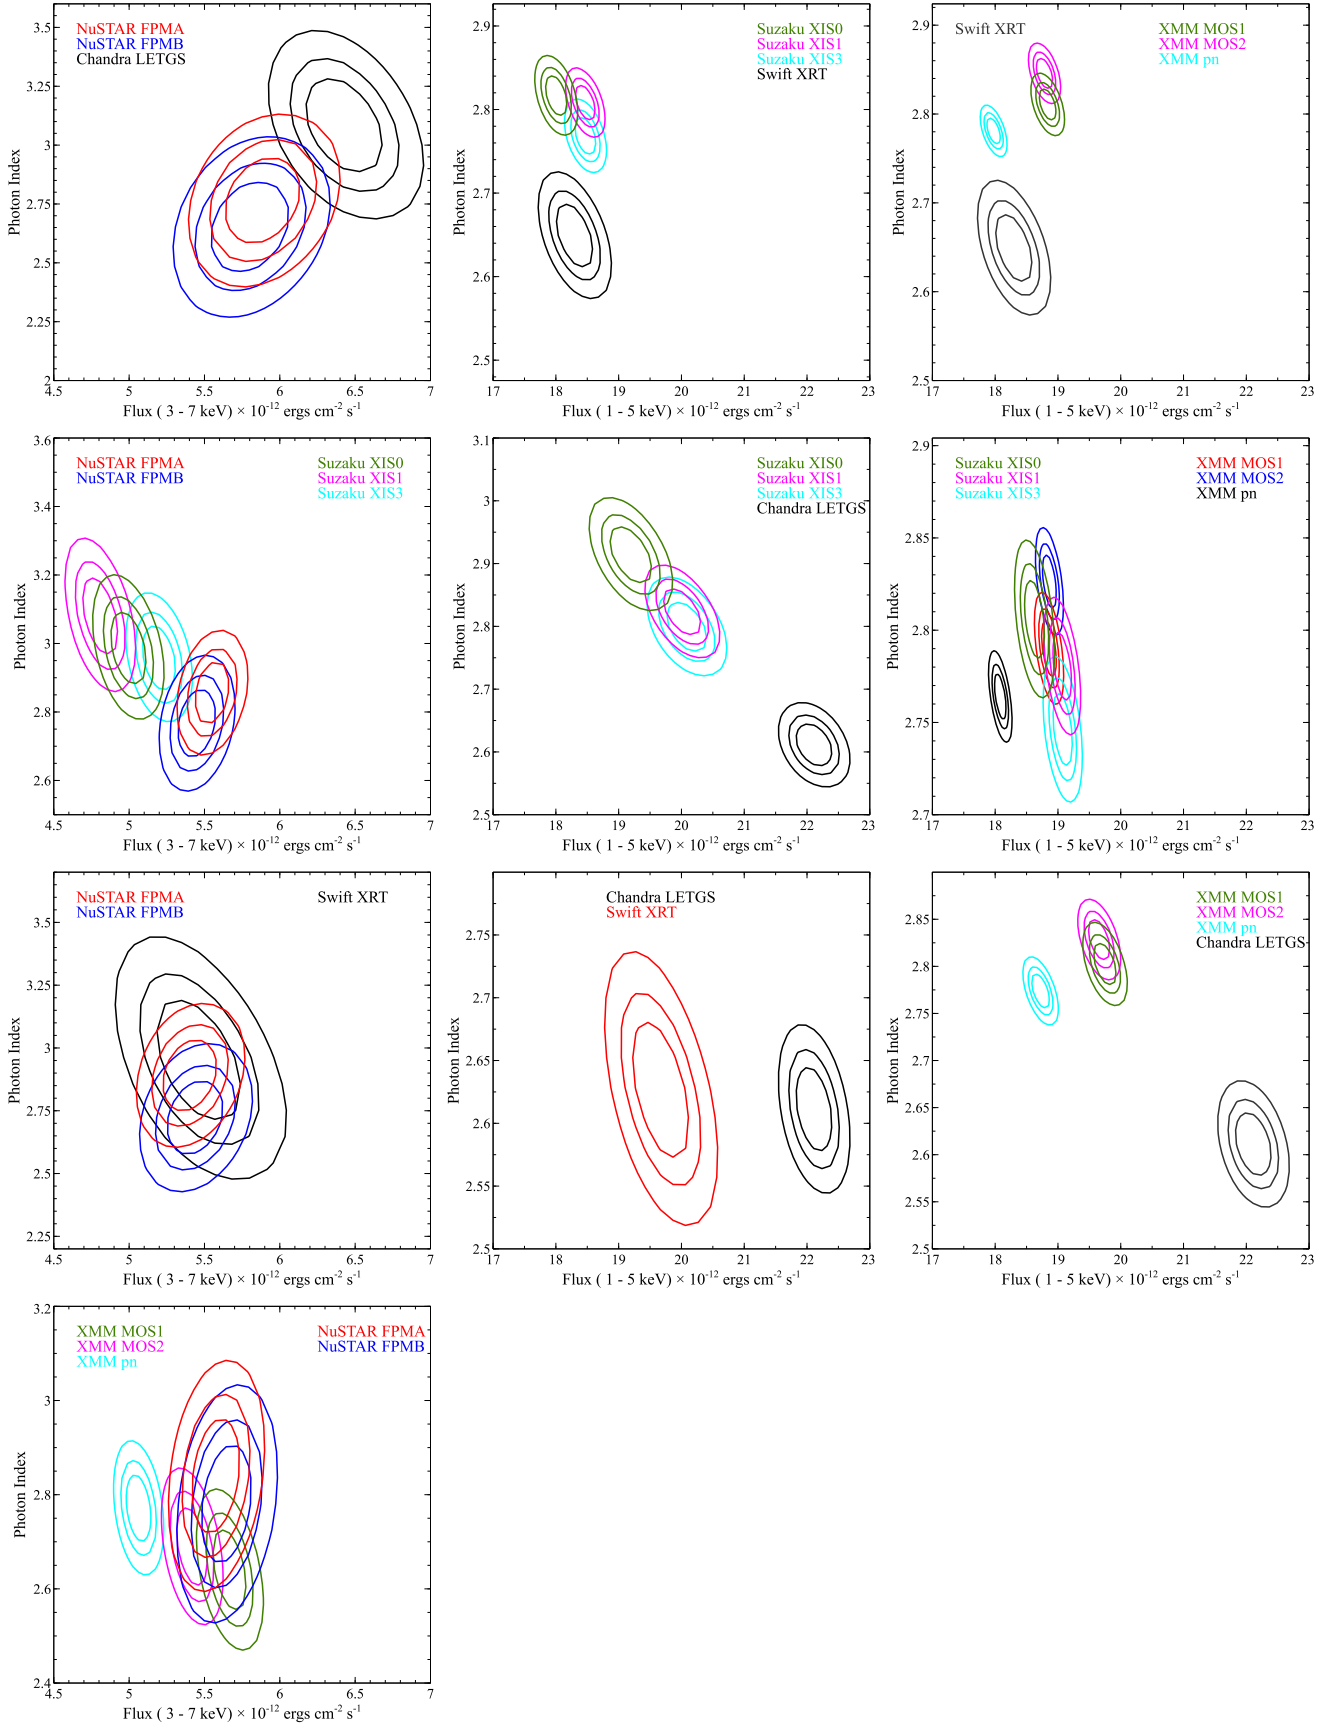 NuSTAR FPMA
NuSTAR FPMB
Chandra LETGS
3.5
3.25
3
2.75
2.5
2.25
2
4.5 5 5.5 6 6.5 7
Photon Index
Flux ( 3 - 7 keV) × 10⁻¹² ergs cm⁻² s⁻¹
Suzaku XIS0
Suzaku XIS1
Suzaku XIS3
Swift XRT
2.9
2.8
2.7
2.6
2.5
17 18 19 20 21 22 23
Photon Index
Flux ( 1 - 5 keV) × 10⁻¹² ergs cm⁻² s⁻¹
Swift XRT
XMM MOS1
XMM MOS2
XMM pn
2.9
2.8
2.7
2.6
2.5
17 18 19 20 21 22 23
Photon Index
Flux ( 1 - 5 keV) × 10⁻¹² ergs cm⁻² s⁻¹
NuSTAR FPMA
NuSTAR FPMB
Suzaku XIS0
Suzaku XIS1
Suzaku XIS3
3.6
3.4
3.2
3
2.8
2.6
4.5 5 5.5 6 6.5 7
Photon Index
Flux ( 3 - 7 keV) × 10⁻¹² ergs cm⁻² s⁻¹
Suzaku XIS0
Suzaku XIS1
Suzaku XIS3
Chandra LETGS
3.1
3
2.9
2.8
2.7
2.6
2.5
17 18 19 20 21 22 23
Photon Index
Flux ( 1 - 5 keV) × 10⁻¹² ergs cm⁻² s⁻¹
Suzaku XIS0
Suzaku XIS1
Suzaku XIS3
XMM MOS1
XMM MOS2
XMM pn
2.9
2.85
2.8
2.75
2.7
17 18 19 20 21 22 23
Photon Index
Flux ( 1 - 5 keV) × 10⁻¹² ergs cm⁻² s⁻¹
NuSTAR FPMA
NuSTAR FPMB
Swift XRT
3.5
3.25
3
2.75
2.5
2.25
4.5 5 5.5 6 6.5 7
Photon Index
Flux ( 3 - 7 keV) × 10⁻¹² ergs cm⁻² s⁻¹
Chandra LETGS
Swift XRT
2.75
2.7
2.65
2.6
2.55
2.5
17 18 19 20 21 22 23
Photon Index
Flux ( 1 - 5 keV) × 10⁻¹² ergs cm⁻² s⁻¹
XMM MOS1
XMM MOS2
XMM pn
Chandra LETGS
2.85
2.8
2.75
2.7
2.65
2.6
2.55
2.5
17 18 19 20 21 22 23
Photon Index
Flux ( 1 - 5 keV) × 10⁻¹² ergs cm⁻² s⁻¹
XMM MOS1
XMM MOS2
XMM pn
NuSTAR FPMA
NuSTAR FPMB
3.2
3
2.8
2.6
2.4
4.5 5 5.5 6 6.5 7
Photon Index
Flux ( 3 - 7 keV) × 10⁻¹² ergs cm⁻² s⁻¹